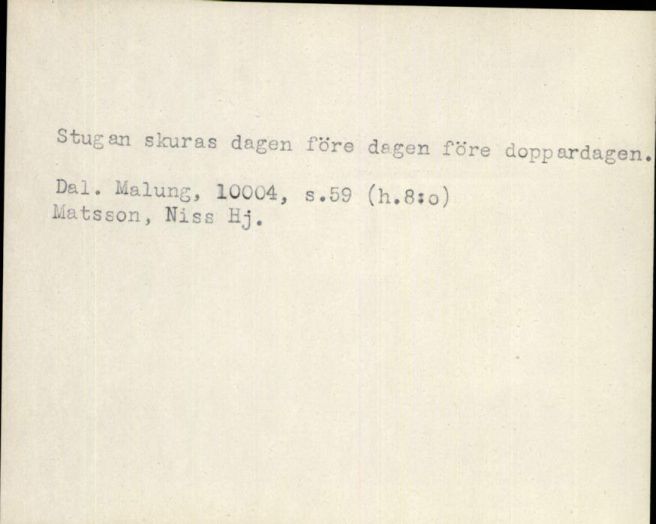 Stugan skuras dagen före dagen före doppardagen.
Dal. Malung, 10004, s.59 (h.8:o)
Matsson, Niss Hj.